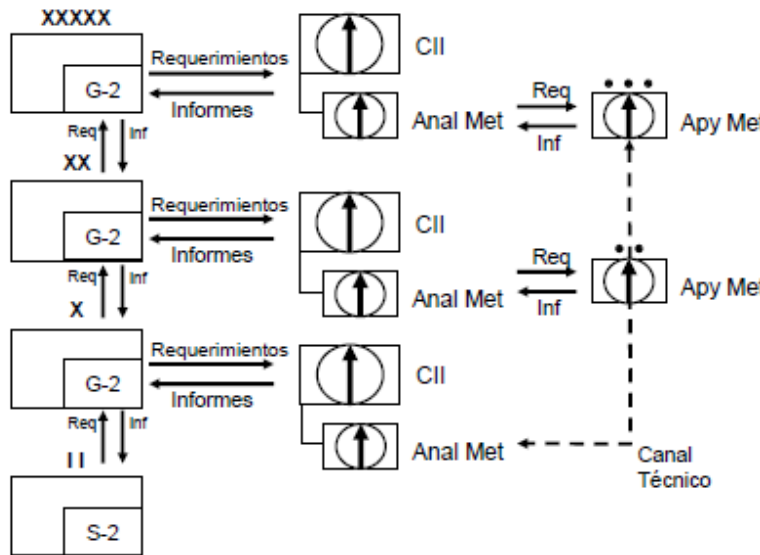 XXXXX
Requerimientos
CII
G-2
Informes
Anal Met
Req
Inf
Apy Met
Req
Inf
XX
Requerimientos
CII
G-2
Informes
Anal Met
Req
Inf
Apy Met
Req
Inf
X
Requerimientos
CII
G-2
Informes
Anal Met
Req
Inf
Canal
Técnico
I I
S-2